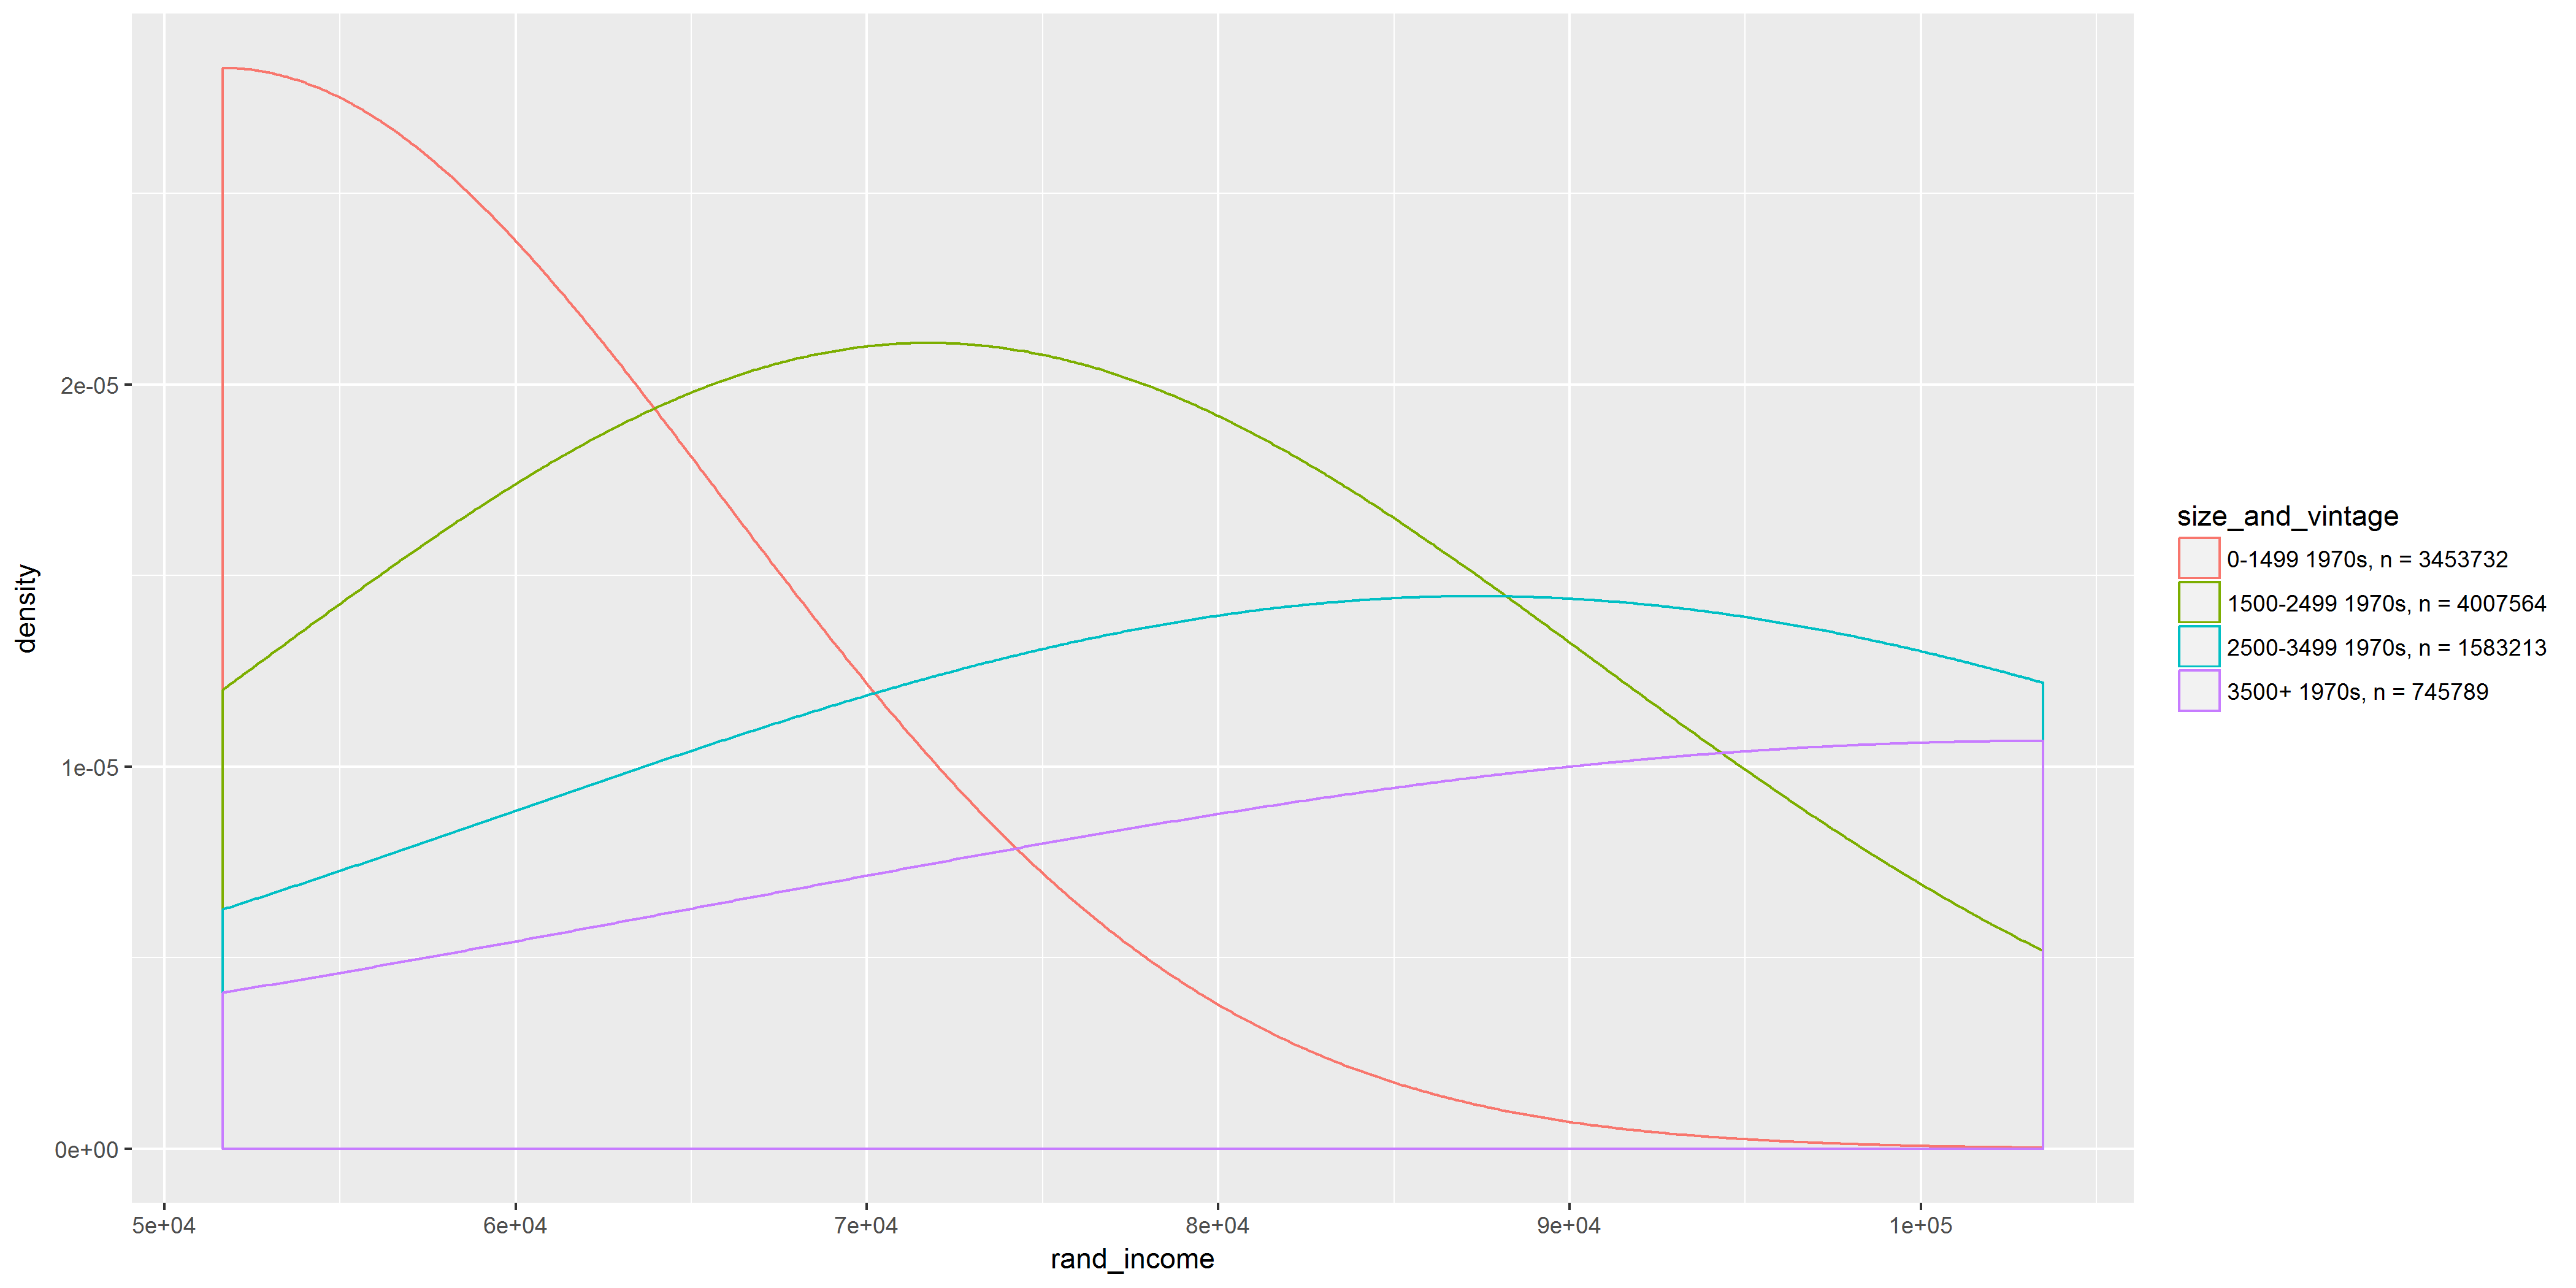 density
2e-05
1e-05
0e+00
5e+04 6e+04 7e+04 8e+04 9e+04 1e+05
rand_income
size_and_vintage
0-1499 1970s, n = 3453732
1500-2499 1970s, n = 4007564
2500-3499 1970s, n = 1583213
3500+ 1970s, n = 745789